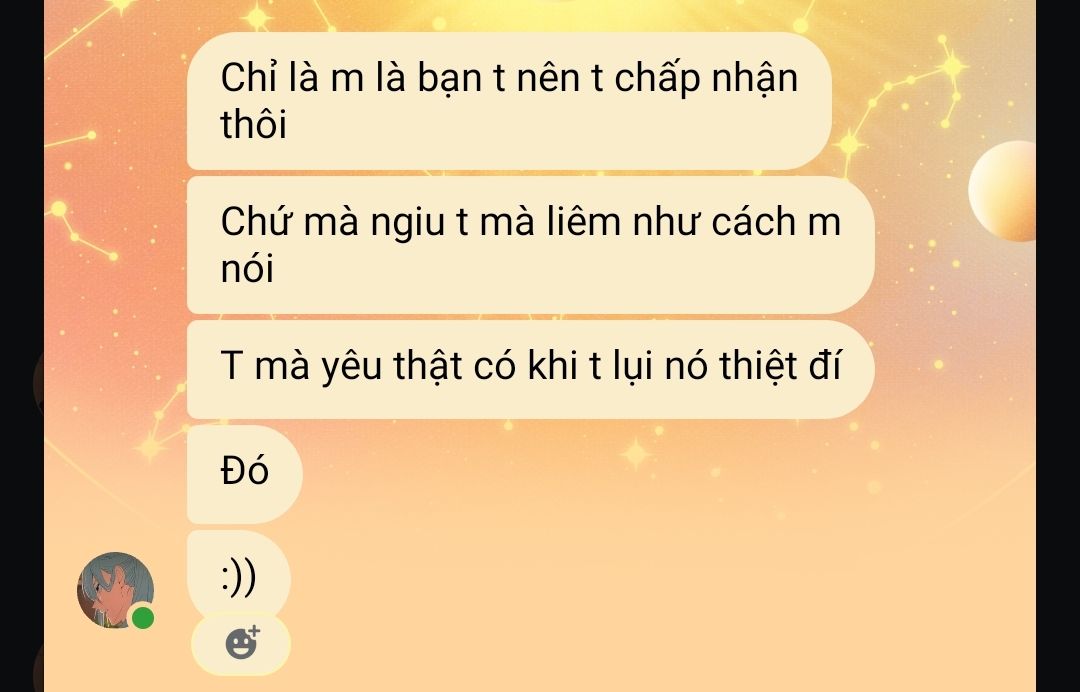 Chỉ là m là bạn t nên t chấp nhận
thôi
Chứ mà ngiu t mà liêm như cách m
nói
T mà yêu thật có khi t lụi nó thiệt đí
Đó
:))